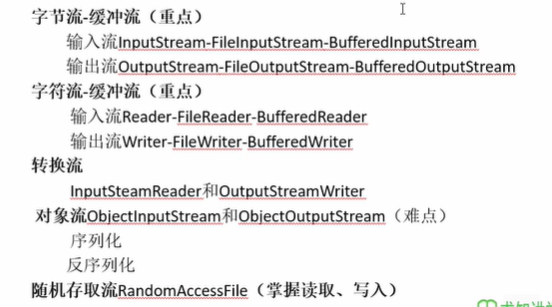 字节流-缓冲流（重点）
输入流InputStream-FileInputStream-BufferedInputStream
输出流OutputStream-FileOutputStream-BufferedOutputStream
字符流-缓冲流（重点）
输入流Reader-FileReader-BufferedReader
输出流Writer-FileWriter-BufferedWriter
转换流
InputSteamReader和OutputStreamWriter
对象流ObjectInputStream和ObjectOutputStream（难点）
序列化
反序列化
随机存取流RandomAccessFile（掌握读取、写入）